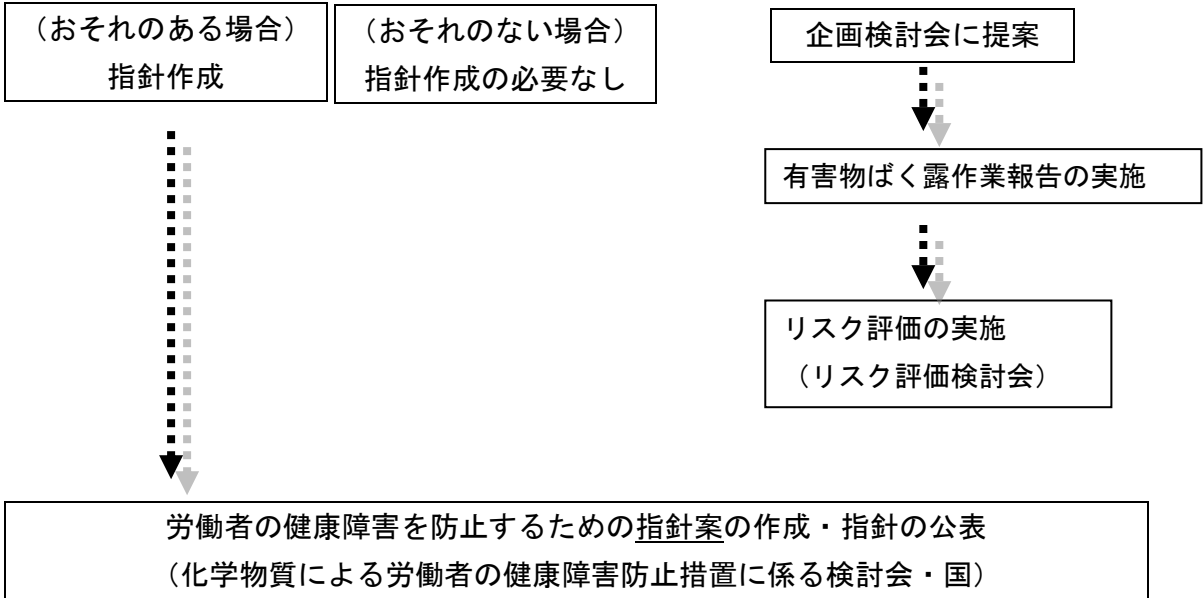 （おそれのある場合）
指針作成
（おそれのない場合）
指針作成の必要なし
企画検討会に提案
有害物ばく露作業報告の実施
リスク評価の実施
（リスク評価検討会）
労働者の健康障害を防止するための指針案の作成・指針の公表
（化学物質による労働者の健康障害防止措置に係る検討会・国）